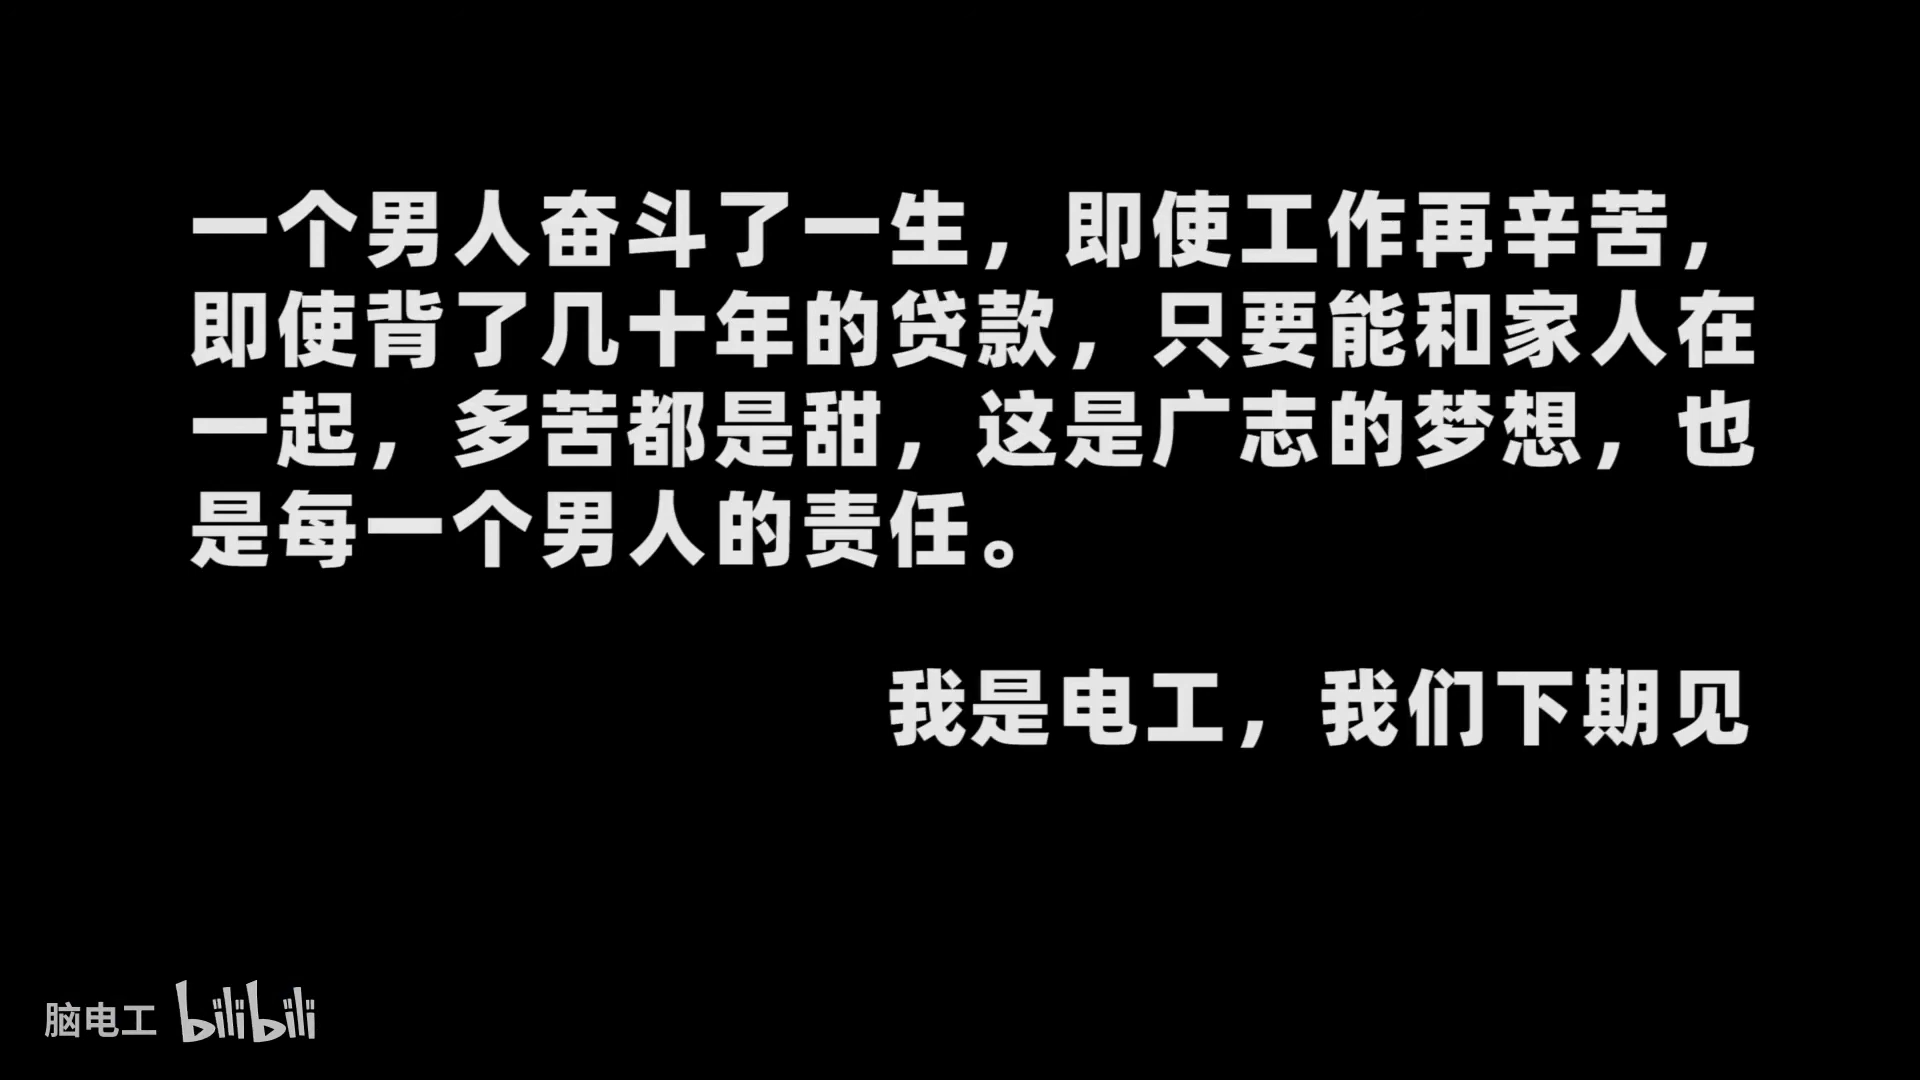 一个男人奋斗了一生，即使工作再辛苦，
即使背了几十年的贷款，只要能和家人在
一起，多苦都是甜，这是广志的梦想，也
是每一个男人的责任。
我是电工，我们下期见
脑电工 bilibili